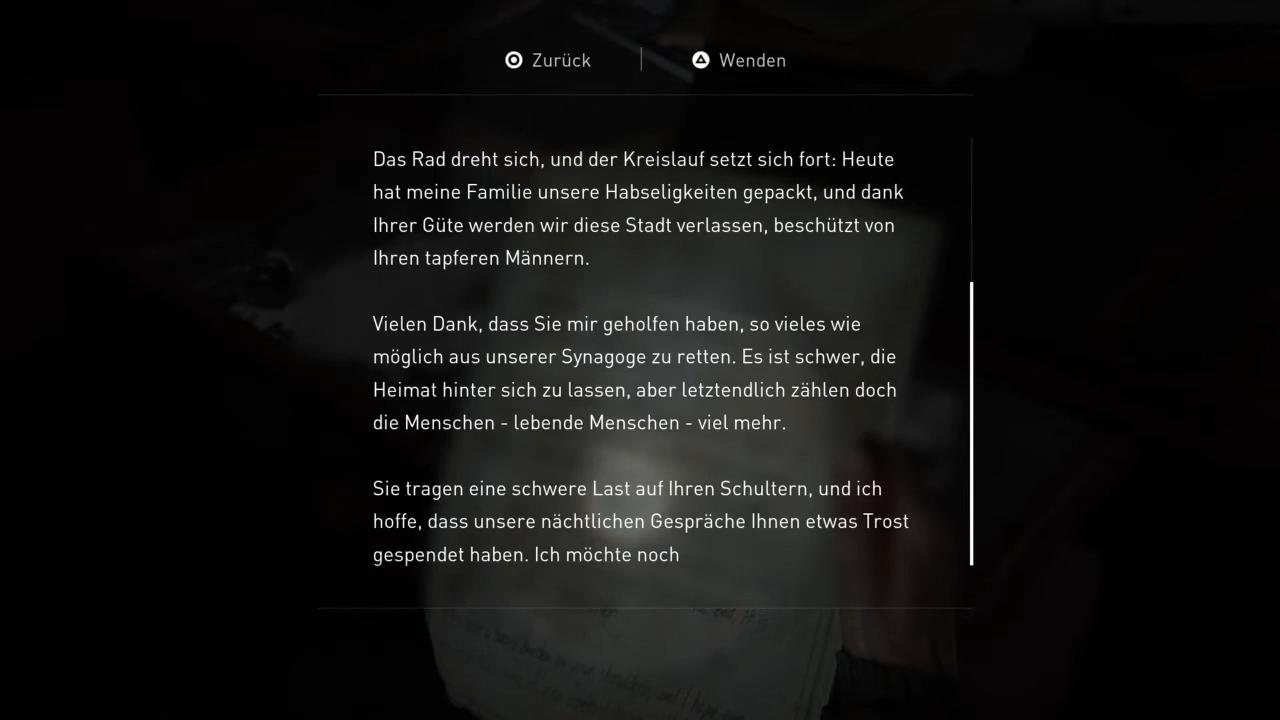 Zurück
Wenden
Das Rad dreht sich, und der Kreislauf setzt sich fort: Heute
hat meine Familie unsere Habseligkeiten gepackt, und dank
Ihrer Güte werden wir diese Stadt verlassen, beschützt von
Ihren tapferen Männern.
Vielen Dank, dass Sie mir geholfen haben, so vieles wie
möglich aus unserer Synagoge zu retten. Es ist schwer, die
Heimat hinter sich zu lassen, aber letztendlich zählen doch
die Menschen - lebende Menschen - viel mehr.
Sie tragen eine schwere Last auf Ihren Schultern, und ich
hoffe, dass unsere nächtlichen Gespräche Ihnen etwas Trost
gespendet haben. Ich möchte noch